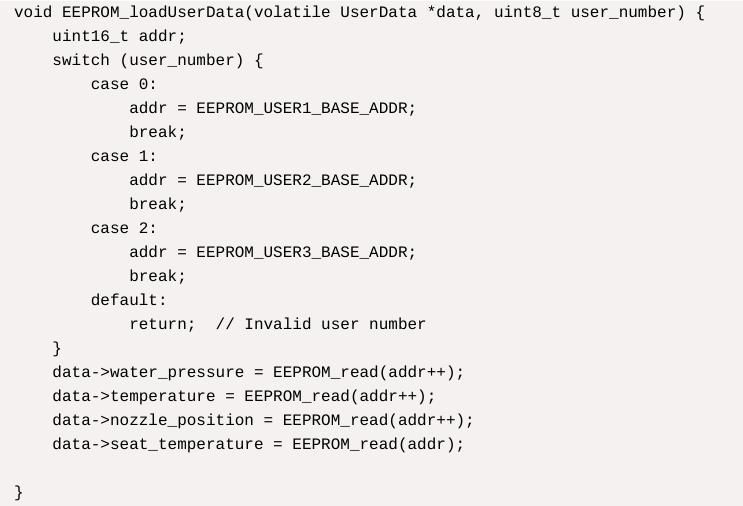 void EEPROM_loadUserData(volatile UserData *data, uint8_t user_number) {
    uint16_t addr;
    switch (user_number) {
        case 0:
            addr = EEPROM_USER1_BASE_ADDR;
            break;
        case 1:
            addr = EEPROM_USER2_BASE_ADDR;
            break;
        case 2:
            addr = EEPROM_USER3_BASE_ADDR;
            break;
        default:
            return;  // Invalid user number
    }
    data->water_pressure = EEPROM_read(addr++);
    data->temperature = EEPROM_read(addr++);
    data->nozzle_position = EEPROM_read(addr++);
    data->seat_temperature = EEPROM_read(addr);

}